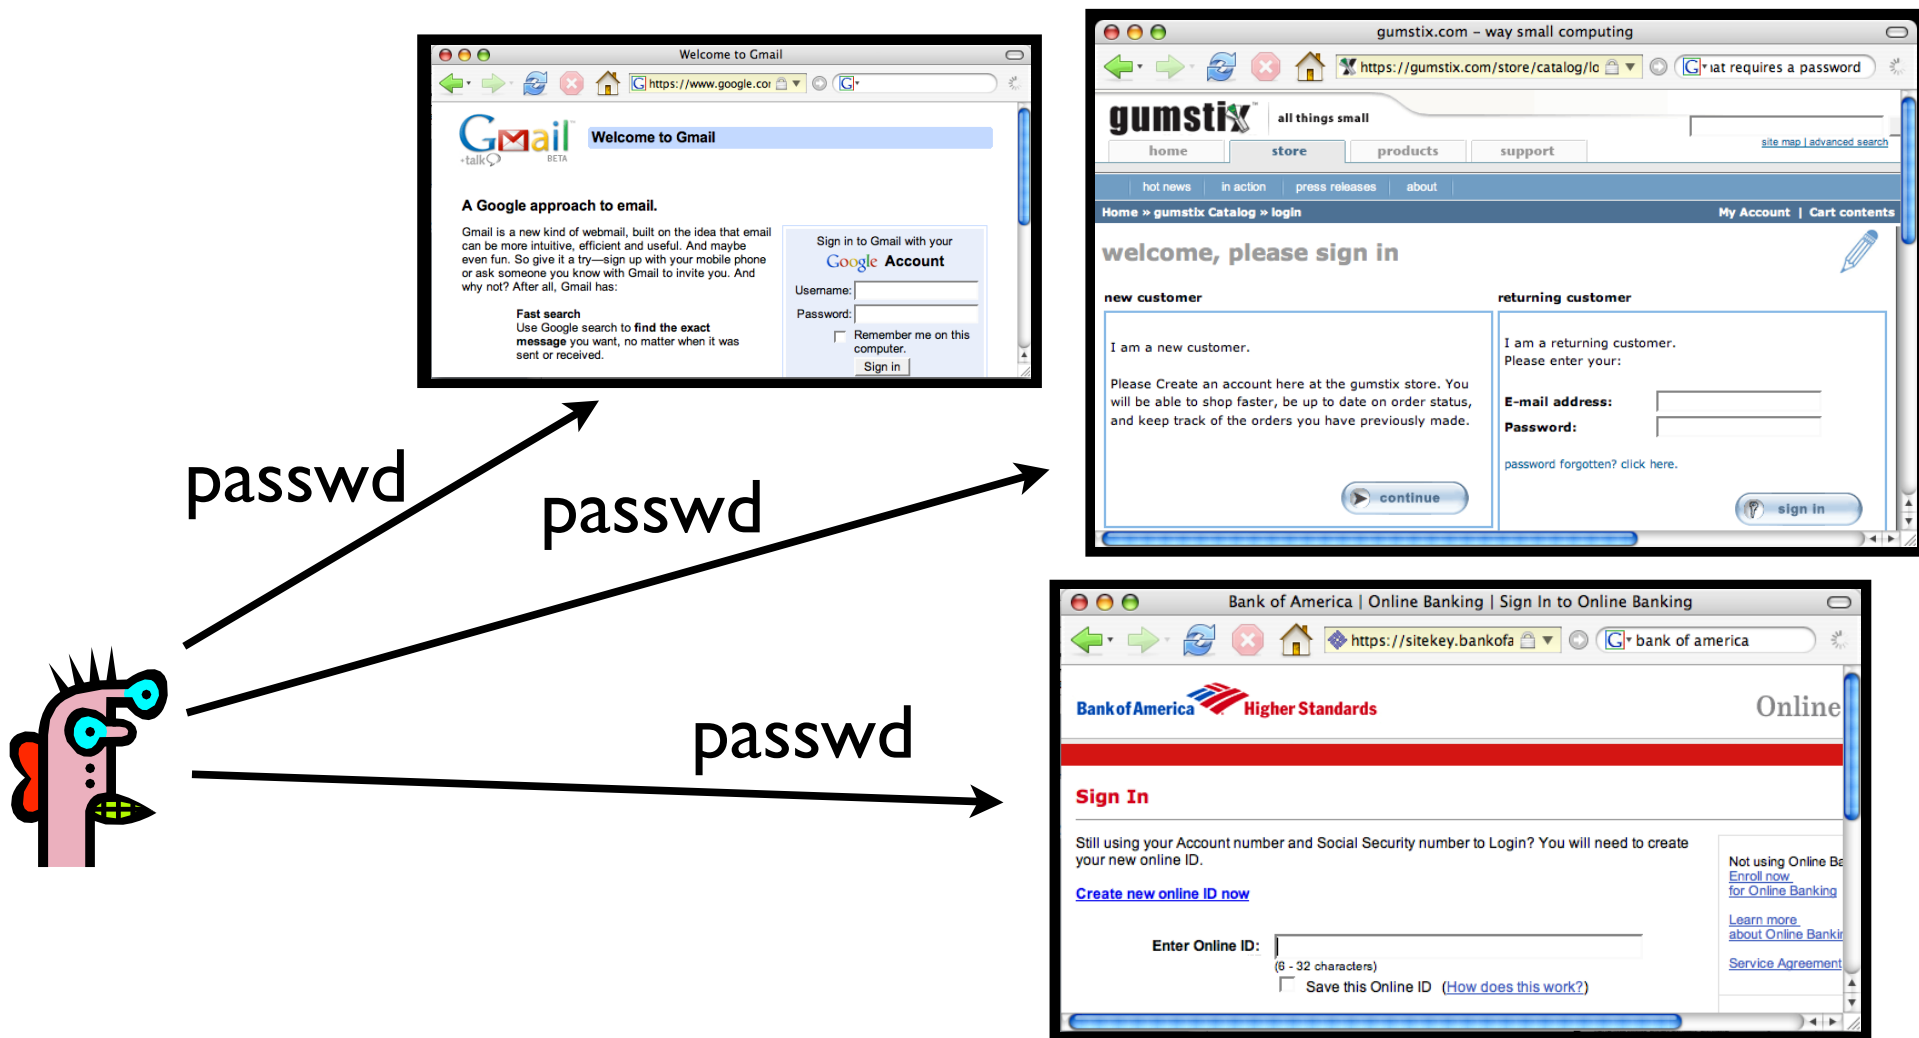 Welcome to Gmail
https://www.google.cor
G
Gmail
talk
BETA
Welcome to Gmail
A Google approach to email.
Gmail is a new kind of webmail, built on the idea that email
can be more intuitive, efficient and useful. And maybe
even fun. So give it a try—sign up with your mobile phone
or ask someone you know with Gmail to invite you. And
why not? After all, Gmail has:
Fast search
Use Google search to find the exact
message you want, no matter when it was
sent or received.
Sign in to Gmail with your
Google Account
Username:
Password:
Remember me on this
computer.
Sign in
gumstix.com – way small computing
https://gumstix.com/store/catalog/lo
G
iat requires a password
gumstix™
all things small
site map | advanced search
home
store
products
support
hot news
in action
press releases
about
Home » gumstix Catalog » login
My Account | Cart contents
welcome, please sign in
new customer
I am a new customer.
Please Create an account here at the gumstix store. You
will be able to shop faster, be up to date on order status,
and keep track of the orders you have previously made.
continue
returning customer
I am a returning customer.
Please enter your:
E-mail address:
Password:
password forgotten? click here.
sign in
passwd
passwd
passwd
Bank of America | Online Banking | Sign In to Online Banking
https://sitekey.bankofa
G
bank of america
Bank of America
Higher Standards
Online
Sign In
Still using your Account number and Social Security number to Login? You will need to create
your new online ID.
Create new online ID now
Enter Online ID:
(6 - 32 characters)
Save this Online ID (How does this work?)
Not using Online Ba
Enroll now
for Online Banking
Learn more
about Online Bankin
Service Agreement